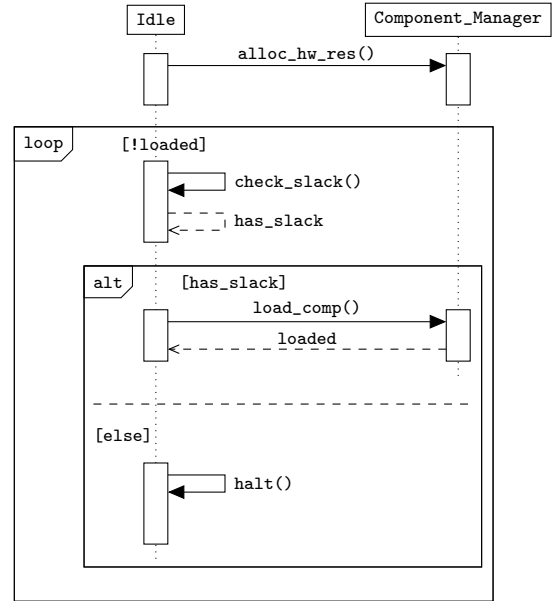 Idle
Component_Manager
alloc_hw_res()
loop
[!loaded]
check_slack()
has_slack
alt
[has_slack]
load_comp()
loaded
[else]
halt()